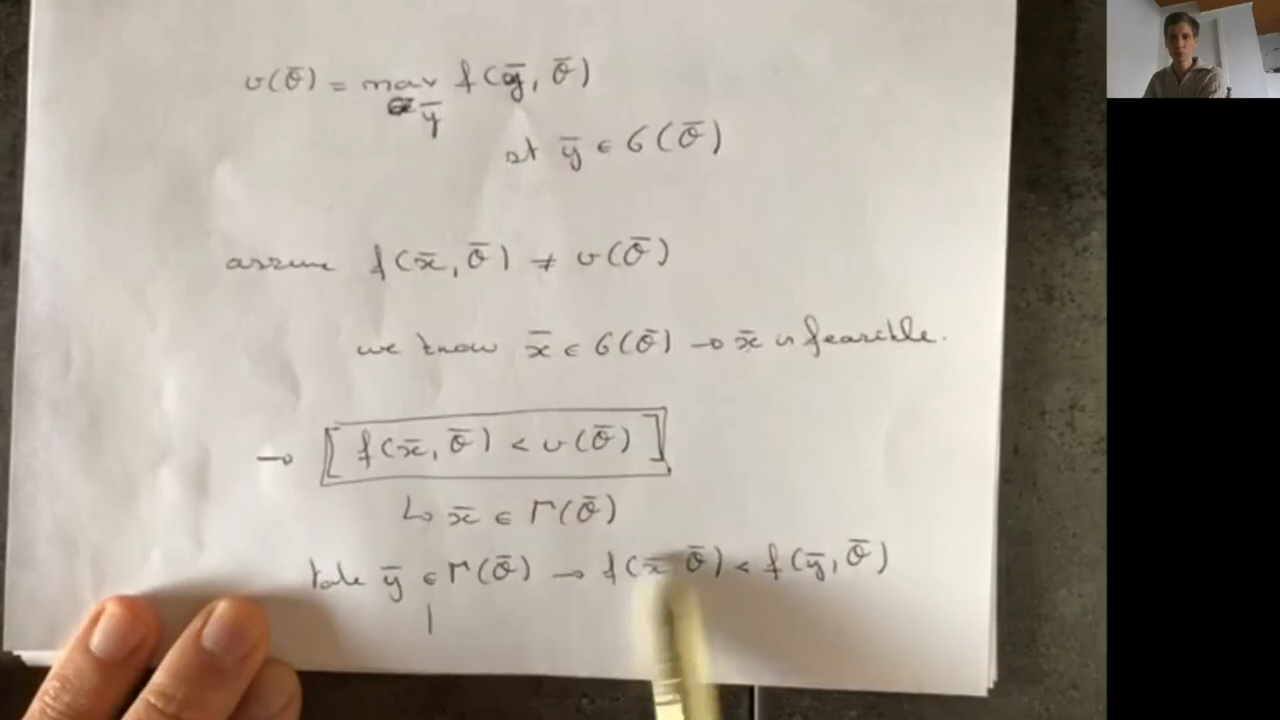 v(θ̄) = max f(ȳ, θ̄)
ȳ
st ȳ ∈ G(θ̄)
assume f(x̄, θ̄) ≠ v(θ̄)
we know x̄ ∈ G(θ̄) → x̄ is feasible.
→ [ f(x̄, θ̄) < v(θ̄) ]
↳ x̄ ∈ Γ(θ̄)
take ȳ ∈ Γ(θ̄) → f(x̄ θ̄) < f(ȳ, θ̄)